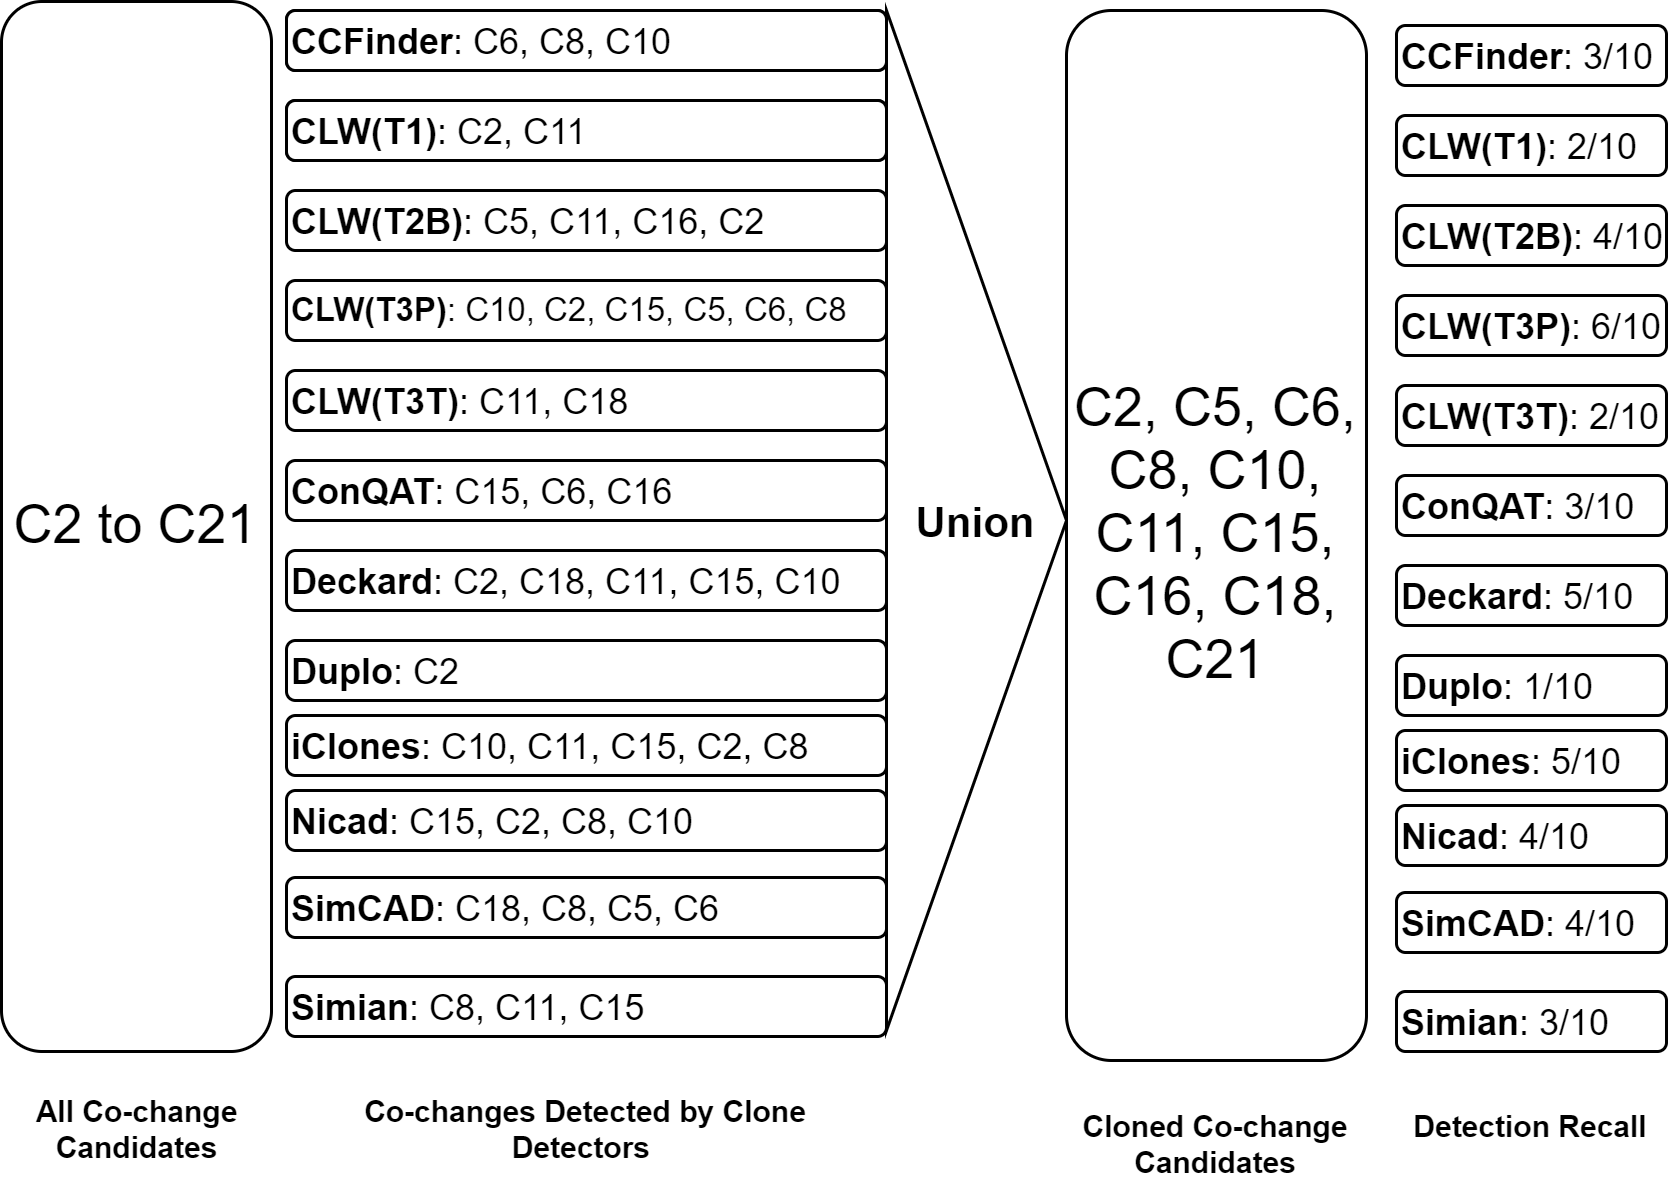 C2 to C21
All Co-change
Candidates
CCFinder: C6, C8, C10
CLW(T1): C2, C11
CLW(T2B): C5, C11, C16, C2
CLW(T3P): C10, C2, C15, C5, C6, C8
CLW(T3T): C11, C18
ConQAT: C15, C6, C16
Deckard: C2, C18, C11, C15, C10
Duplo: C2
iClones: C10, C11, C15, C2, C8
Nicad: C15, C2, C8, C10
SimCAD: C18, C8, C5, C6
Simian: C8, C11, C15
Co-changes Detected by Clone
Detectors
Union
C2, C5, C6,
C8, C10,
C11, C15,
C16, C18,
C21
Cloned Co-change
Candidates
CCFinder: 3/10
CLW(T1): 2/10
CLW(T2B): 4/10
CLW(T3P): 6/10
CLW(T3T): 2/10
ConQAT: 3/10
Deckard: 5/10
Duplo: 1/10
iClones: 5/10
Nicad: 4/10
SimCAD: 4/10
Simian: 3/10
Detection Recall